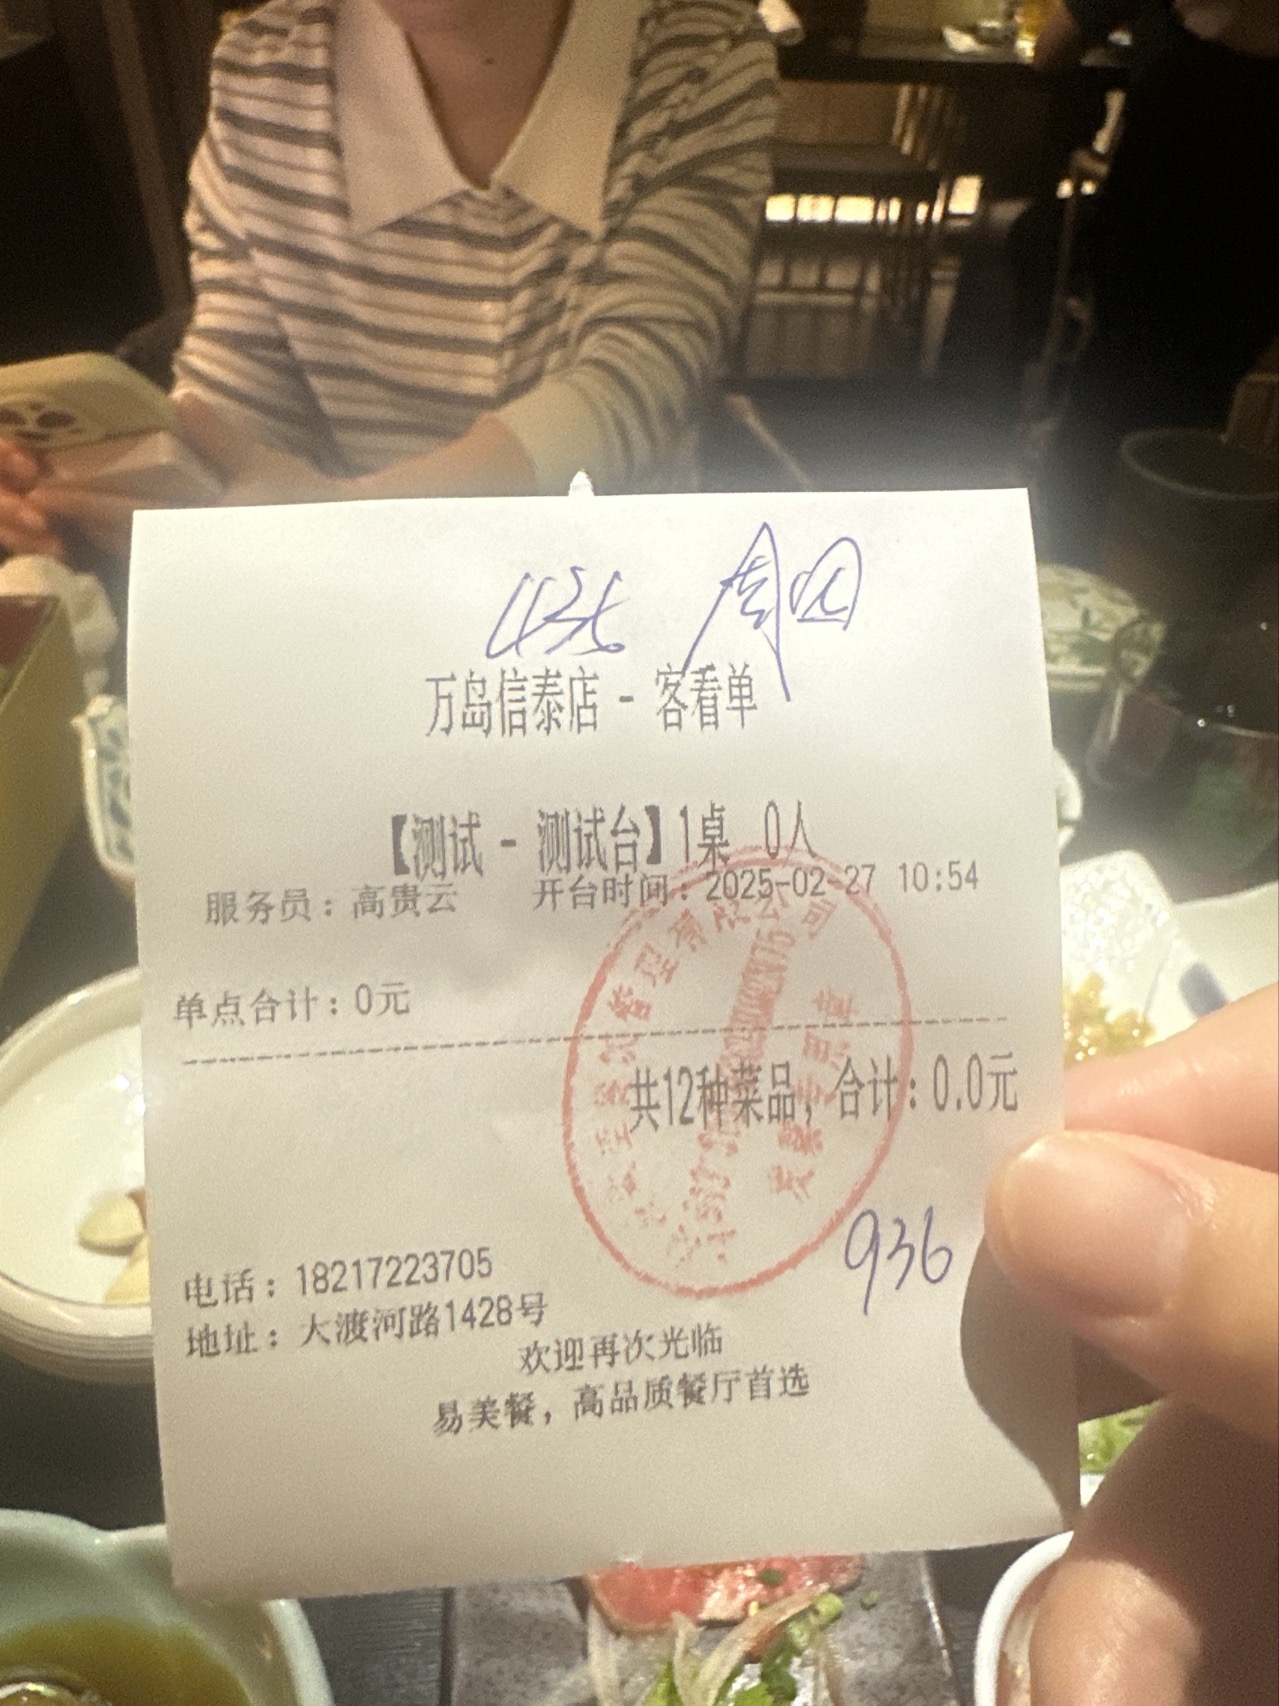 周四
万岛信泰店 - 客看单
【测试 - 测试台】1桌 0人
服务员：高贵云 开台时间：2025-02-27 10:54
单点合计：0元
共12种菜品，合计：0.0元
936
电话：18217223705
地址：大渡河路1428号
欢迎再次光临
易美餐，高品质餐厅首选